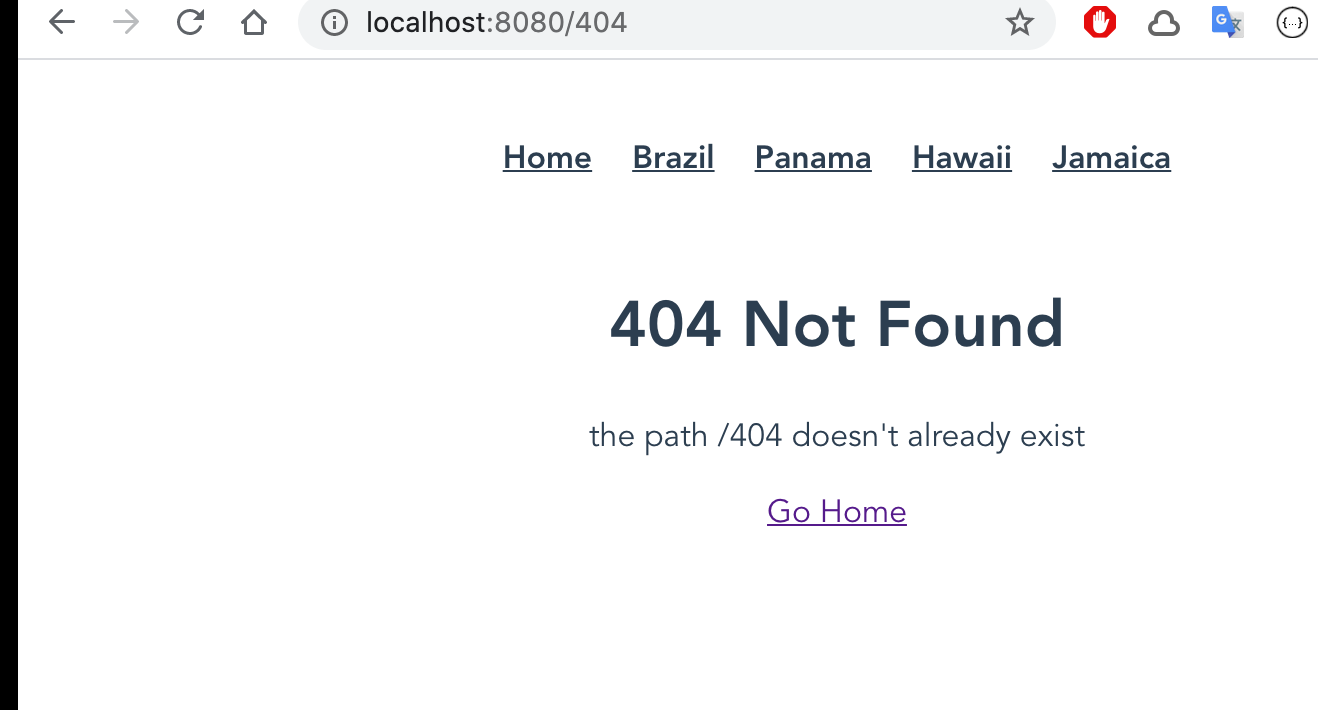 localhost:8080/404
Home Brazil Panama Hawaii Jamaica
404 Not Found
the path /404 doesn't already exist
Go Home